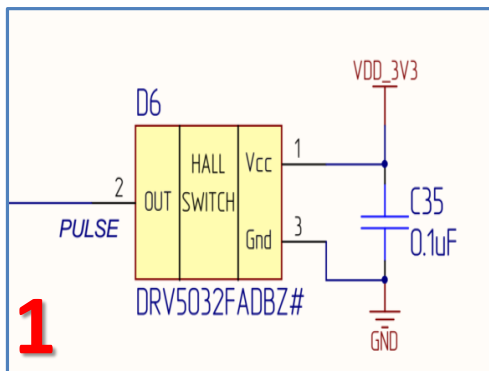 VDD_3V3
D6
1
HALL
Vcc
2
OUT
SWITCH
C35
PULSE
3
Gnd
0.1uF
DRV5032FADBZ#
GND
1